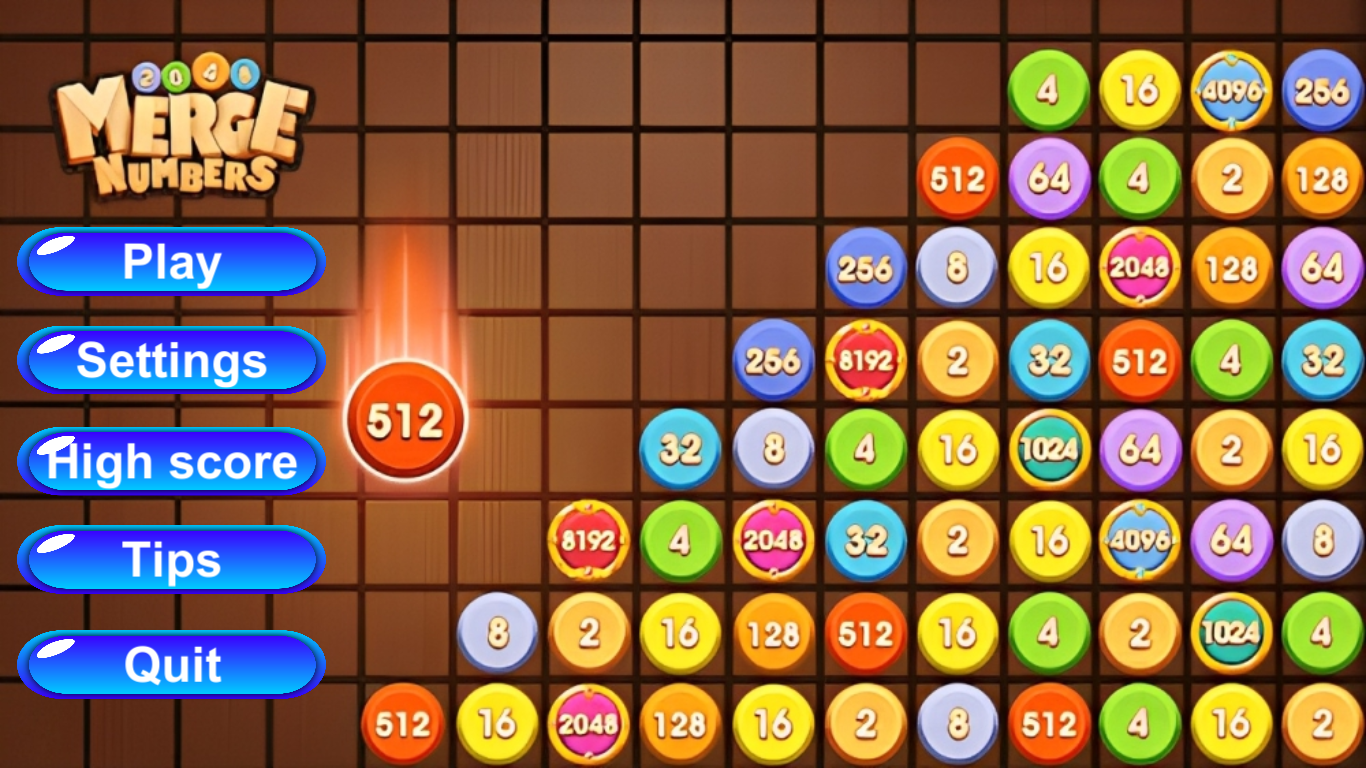 2048
MERGE
NUMBERS
Play
Settings
High score
Tips
Quit
4 16 4096 256
512 64 4 2 128
256 8 16 2048 128 64
256 8192 2 32 512 4 32
512
32 8 4 16 1024 64 2 16
8192 4 2048 32 2 16 4096 64 8
8 2 16 128 512 16 4 2 1024 4
512 16 2048 128 16 2 8 512 4 16 2